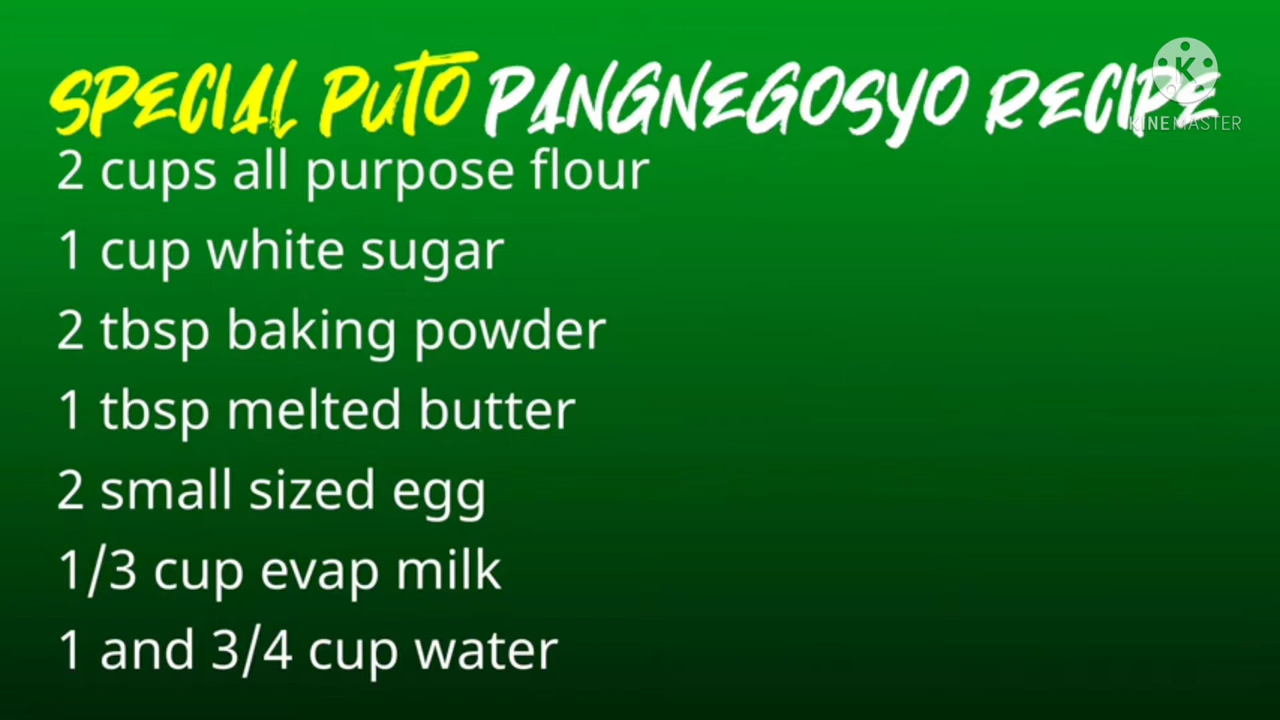 SPECIAL PUTO PANGNEGOSYO RECIPE
K
KINEMASTER
2 cups all purpose flour
1 cup white sugar
2 tbsp baking powder
1 tbsp melted butter
2 small sized egg
1/3 cup evap milk
1 and 3/4 cup water